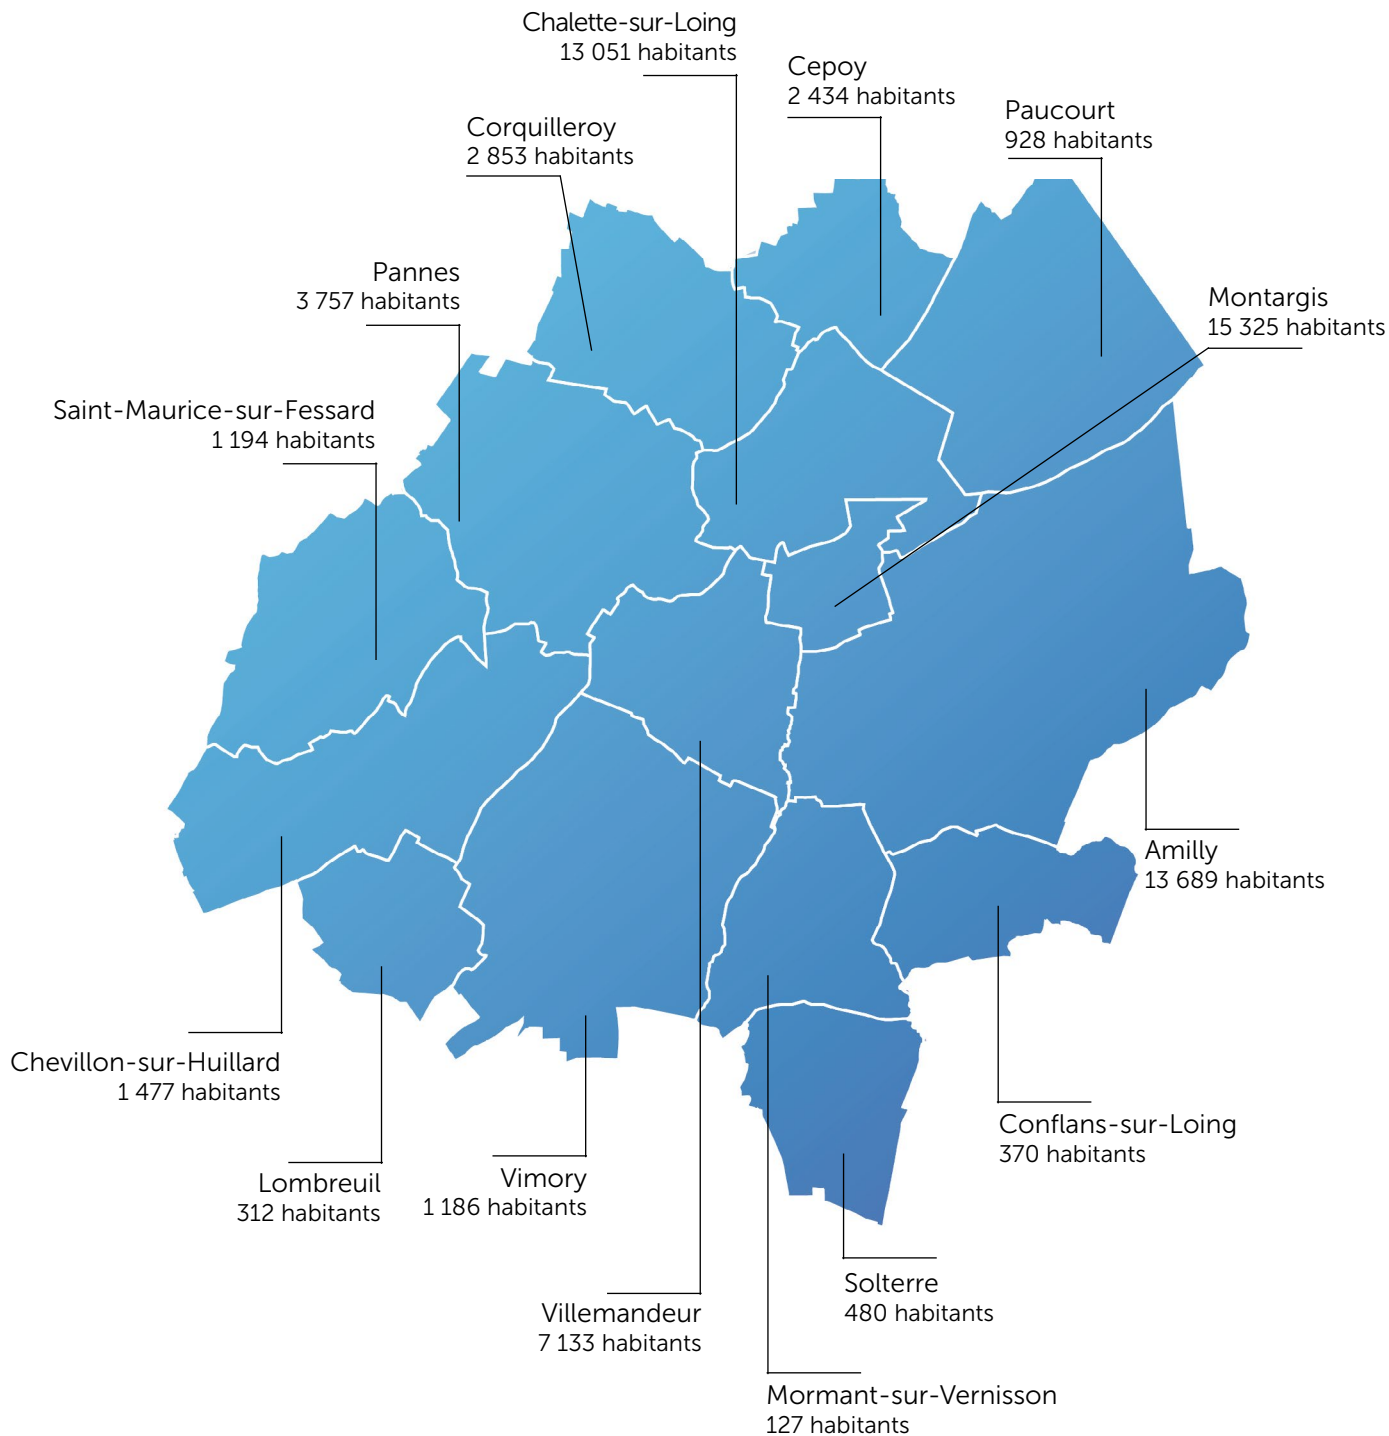 Chalette-sur-Loing
13 051 habitants
Cepoy
2 434 habitants
Paucourt
928 habitants
Corquilleroy
2 853 habitants
Pannes
3 757 habitants
Montargis
15 325 habitants
Saint-Maurice-sur-Fessard
1 194 habitants
Amilly
13 689 habitants
Chevillon-sur-Huillard
1 477 habitants
Conflans-sur-Loing
370 habitants
Lombreuil
312 habitants
Vimory
1 186 habitants
Solterre
480 habitants
Villemandeur
7 133 habitants
Mormant-sur-Vernisson
127 habitants